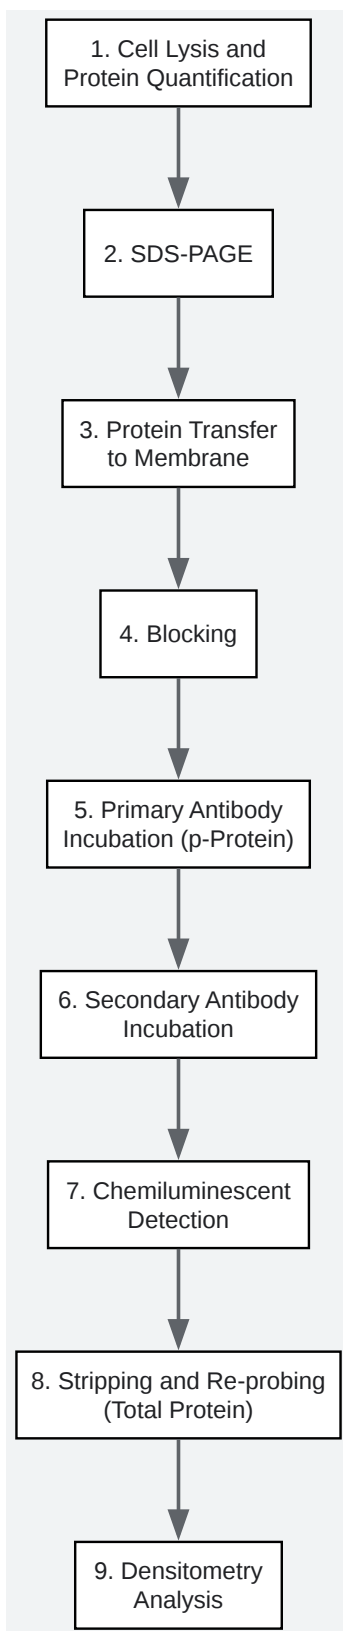 1. Cell Lysis and
Protein Quantification
2. SDS-PAGE
3. Protein Transfer
to Membrane
4. Blocking
5. Primary Antibody
Incubation (p-Protein)
6. Secondary Antibody
Incubation
7. Chemiluminescent
Detection
8. Stripping and Re-probing
(Total Protein)
9. Densitometry
Analysis